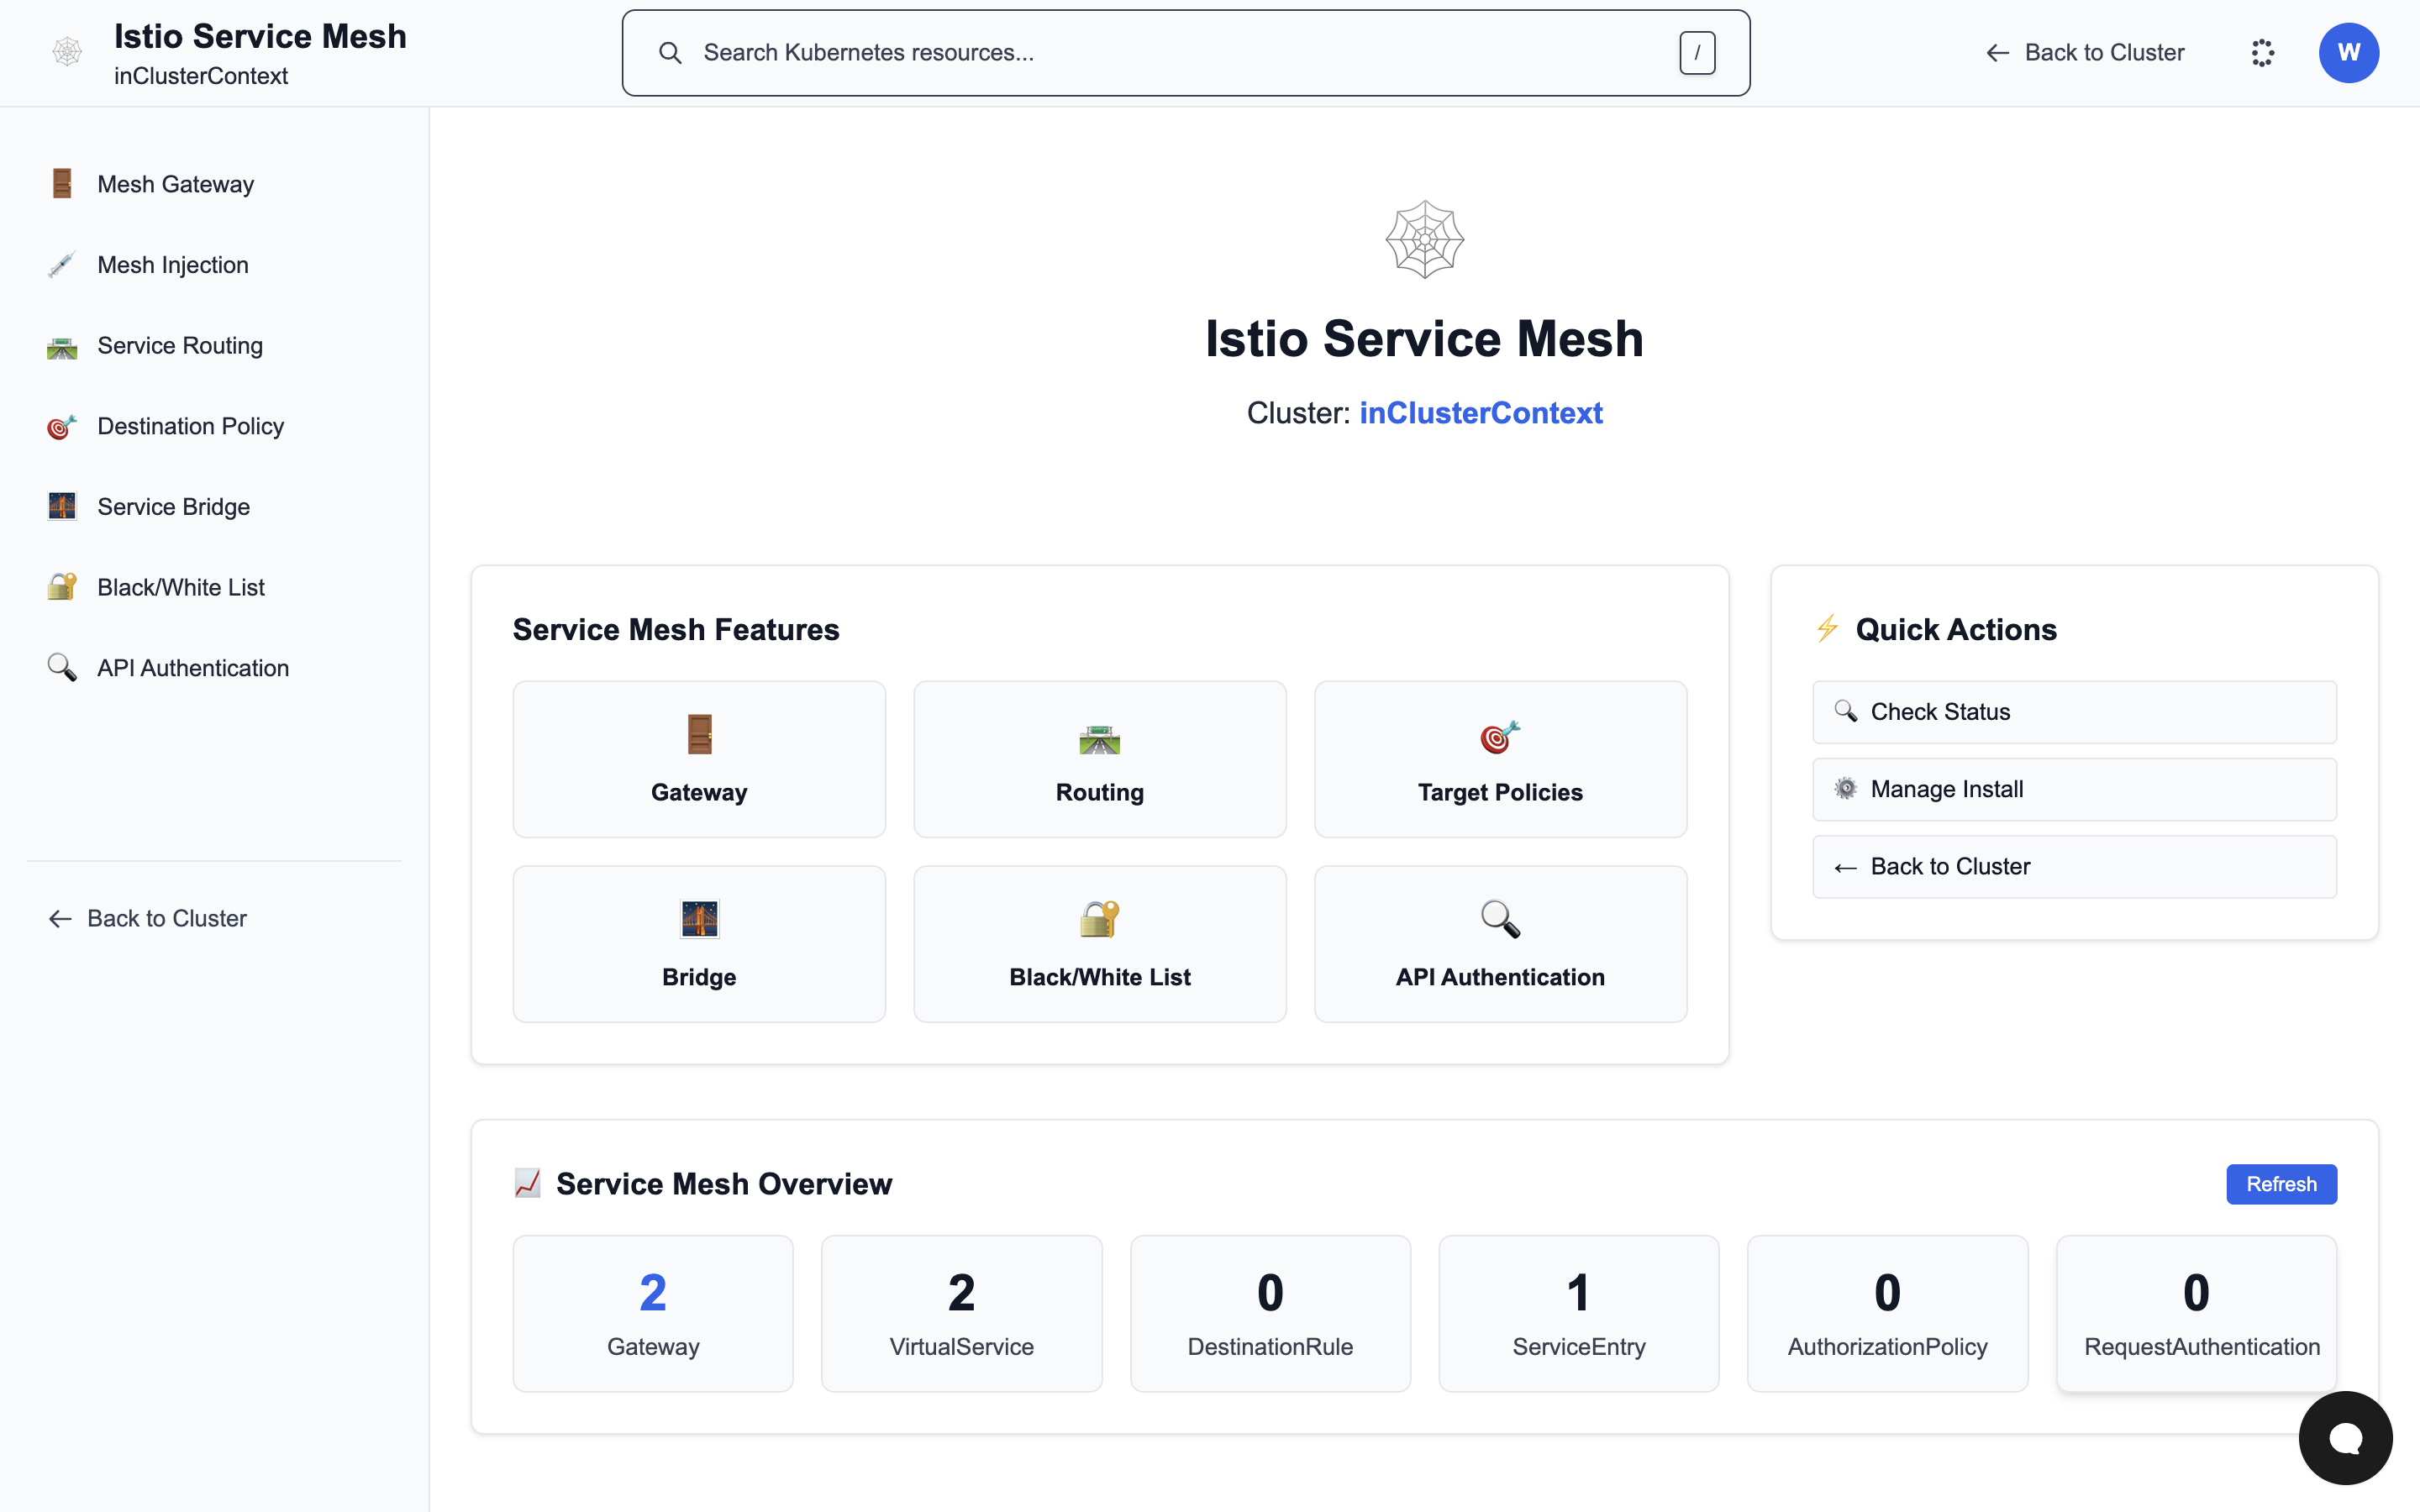 Istio Service Mesh
inClusterContext
Search Kubernetes resources...
/
Back to Cluster
W
Mesh Gateway
Mesh Injection
Service Routing
Destination Policy
Service Bridge
Black/White List
API Authentication
Back to Cluster
Istio Service Mesh
Cluster: inClusterContext
Service Mesh Features
Gateway
Routing
Target Policies
Bridge
Black/White List
API Authentication
Quick Actions
Check Status
Manage Install
Back to Cluster
Service Mesh Overview
Refresh
2
Gateway
2
VirtualService
0
DestinationRule
1
ServiceEntry
0
AuthorizationPolicy
0
RequestAuthentication